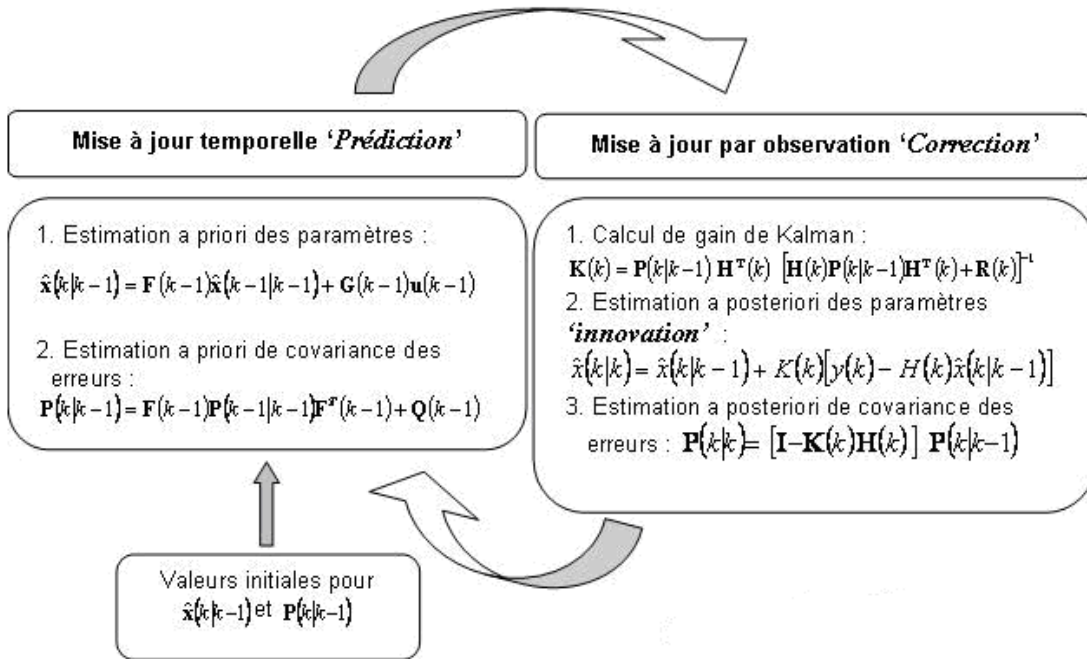 Mise à jour temporelle ‘Prédiction’
1. Estimation a priori des paramètres :
x̂(k|k−1) = F(k−1)x̂(k−1|k−1) + G(k−1)u(k−1)
2. Estimation a priori de covariance des
erreurs :
P(k|k−1) = F(k−1)P(k−1|k−1)Fᵀ(k−1) + Q(k−1)
Valeurs initiales pour
x̂(k|k−1) et P(k|k−1)
Mise à jour par observation ‘Correction’
1. Calcul de gain de Kalman :
K(k) = P(k|k−1) Hᵀ(k) [H(k)P(k|k−1)Hᵀ(k) + R(k)]⁻¹
2. Estimation a posteriori des paramètres
‘innovation’ :
x̂(k|k) = x̂(k|k−1) + K(k)[y(k) − H(k)x̂(k|k−1)]
3. Estimation a posteriori de covariance des
erreurs : P(k|k) = [I−K(k)H(k)] P(k|k−1)